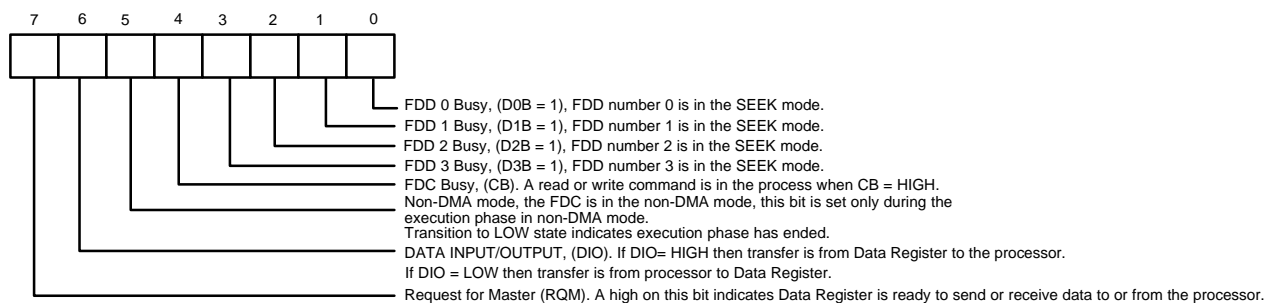 7 6 5 4 3 2 1 0
FDD 0 Busy, (D0B = 1), FDD number 0 is in the SEEK mode.
FDD 1 Busy, (D1B = 1), FDD number 1 is in the SEEK mode.
FDD 2 Busy, (D2B = 1), FDD number 2 is in the SEEK mode.
FDD 3 Busy, (D3B = 1), FDD number 3 is in the SEEK mode.
FDC Busy, (CB). A read or write command is in the process when CB = HIGH.
Non-DMA mode, the FDC is in the non-DMA mode, this bit is set only during the
execution phase in non-DMA mode.
Transition to LOW state indicates execution phase has ended.
DATA INPUT/OUTPUT, (DIO). If DIO= HIGH then transfer is from Data Register to the processor.
If DIO = LOW then transfer is from processor to Data Register.
Request for Master (RQM). A high on this bit indicates Data Register is ready to send or receive data to or from the processor.